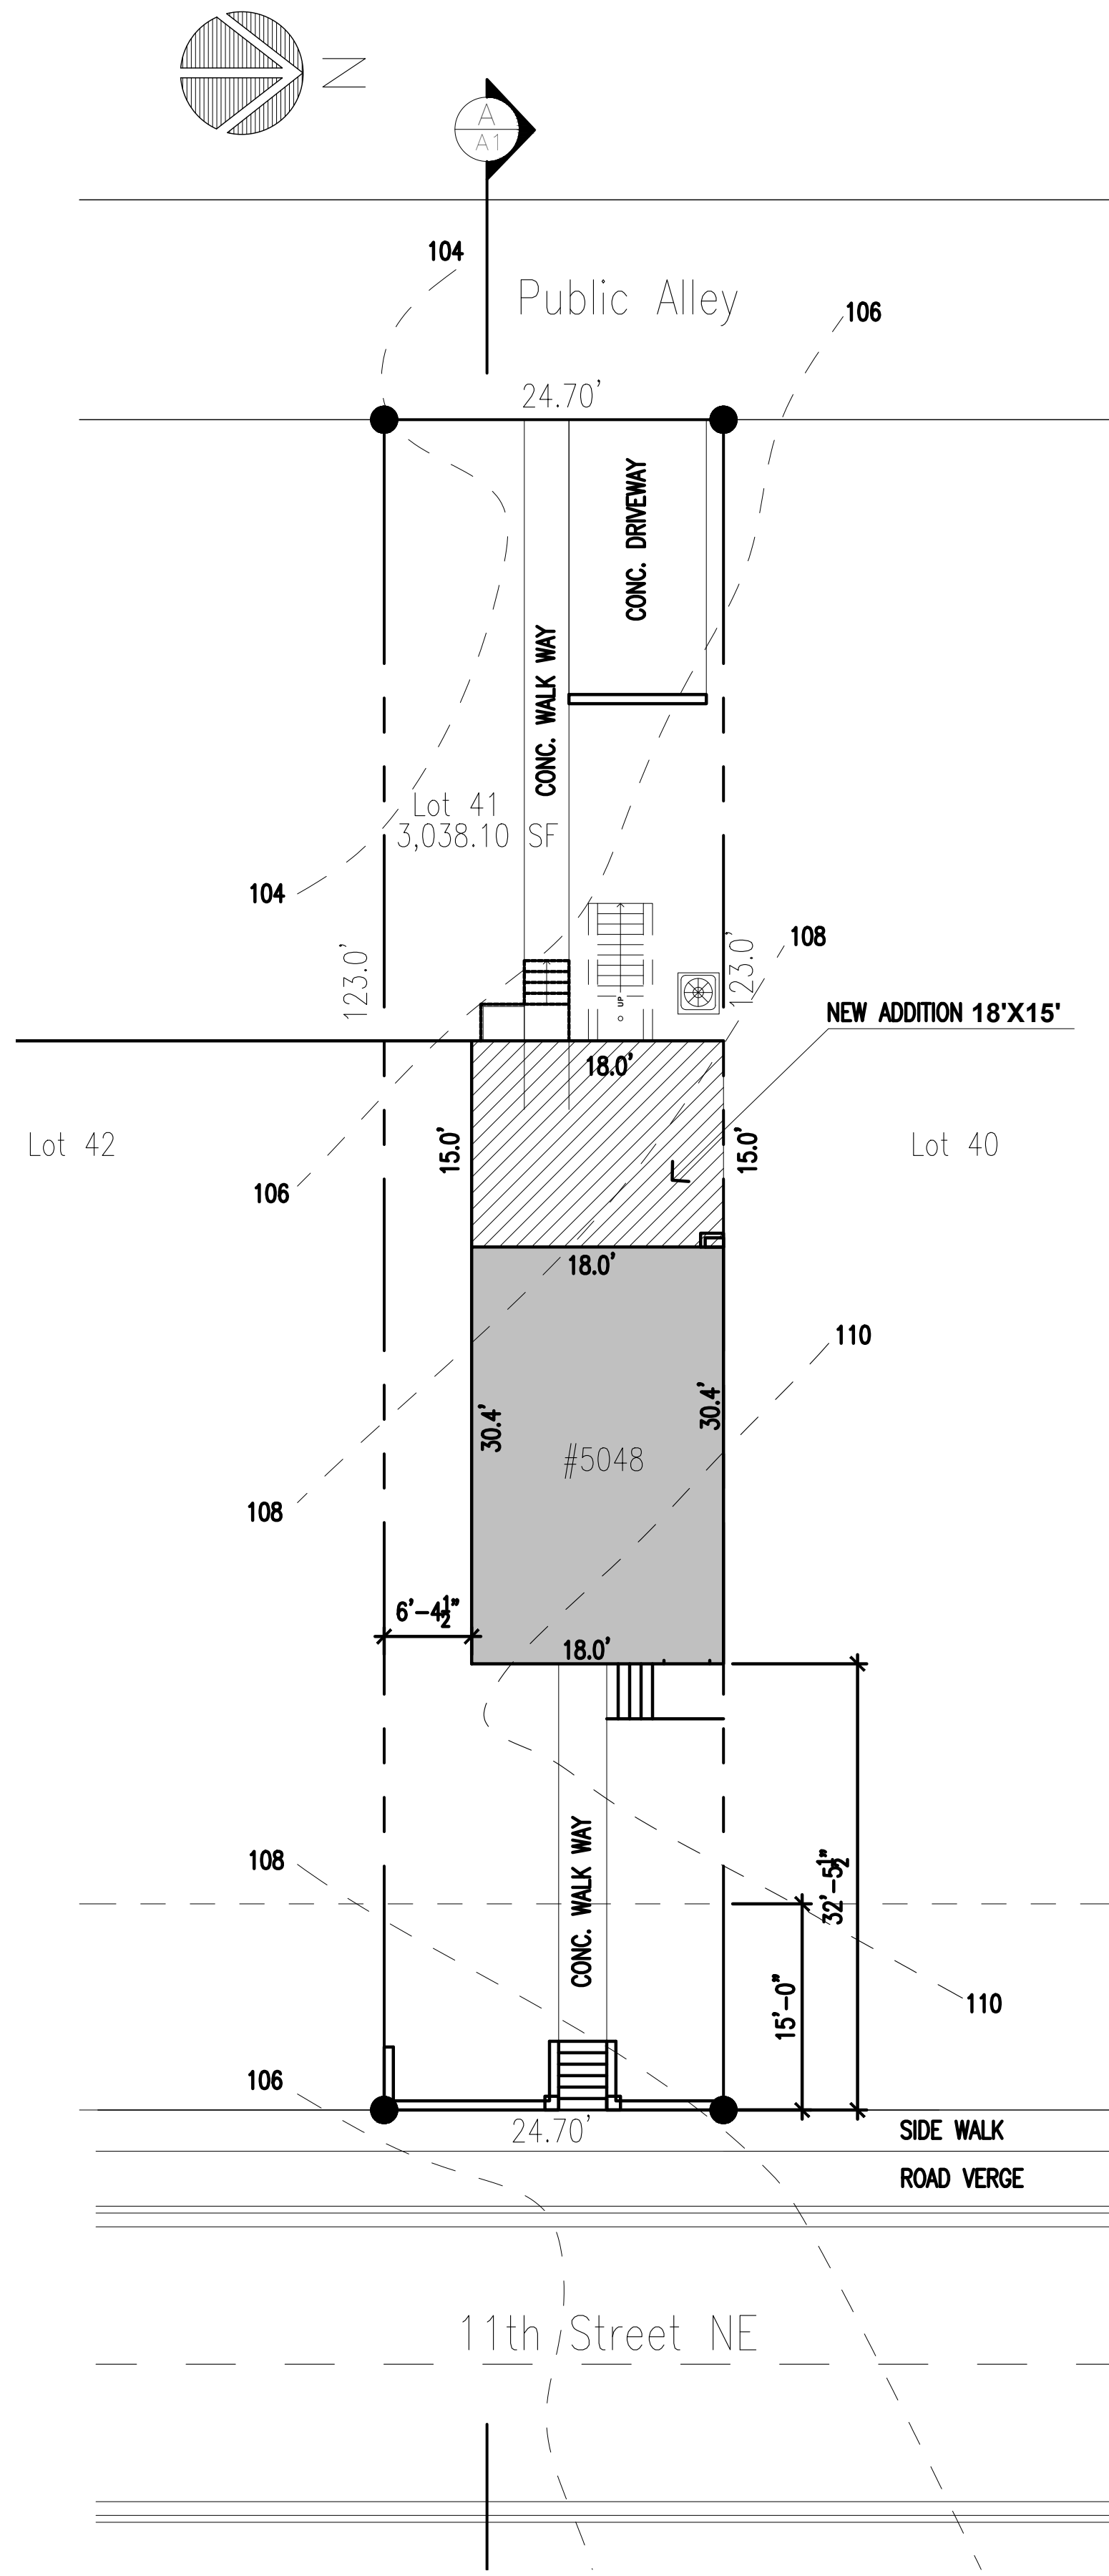 N
A
A1
104
Public Alley
106
24.70'
CONC. DRIVEWAY
CONC. WALK WAY
Lot 41
3,038.10 SF
104
108
123.0'
123.0'
UP
NEW ADDITION 18'X15'
18.0'
Lot 42
15.0'
15.0'
Lot 40
106
18.0'
110
30.4'
30.4'
#5048
108
6'-4½"
18.0'
108
CONC. WALK WAY
32'-5½"
15'-0"
110
106
24.70'
SIDE WALK
ROAD VERGE
11th Street NE